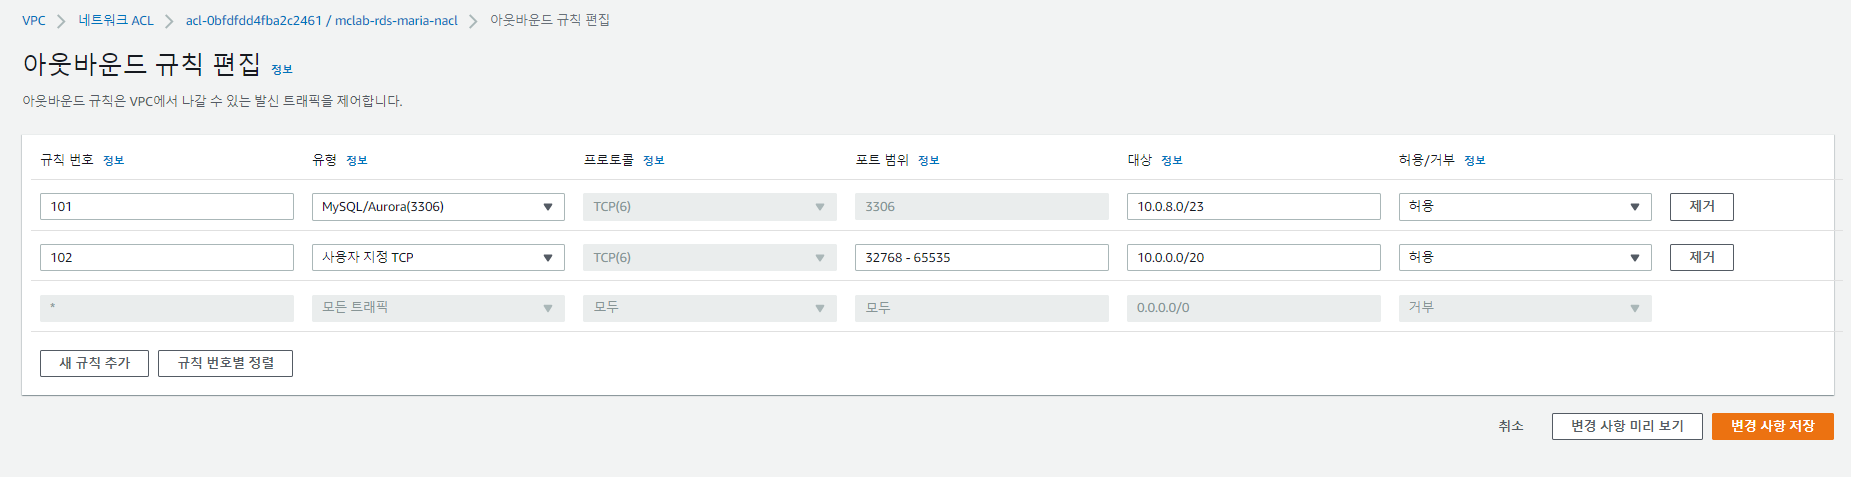 VPC > 네트워크 ACL > acl-0bfdfdd4fba2c2461 / mclab-rds-maria-nacl > 아웃바운드 규칙 편집
아웃바운드 규칙 편집 정보
아웃바운드 규칙은 VPC에서 나갈 수 있는 발신 트래픽을 제어합니다.
규칙 번호 정보 유형 정보 프로토콜 정보 포트 범위 정보 대상 정보 허용/거부 정보
101 MySQL/Aurora(3306) TCP(6) 3306 10.0.8.0/23 허용 제거
102 사용자 지정 TCP TCP(6) 32768 - 65535 10.0.0.0/20 허용 제거
* 모든 트래픽 모두 모두 0.0.0.0/0 거부
새 규칙 추가 규칙 번호별 정렬
취소 변경 사항 미리 보기 변경 사항 저장